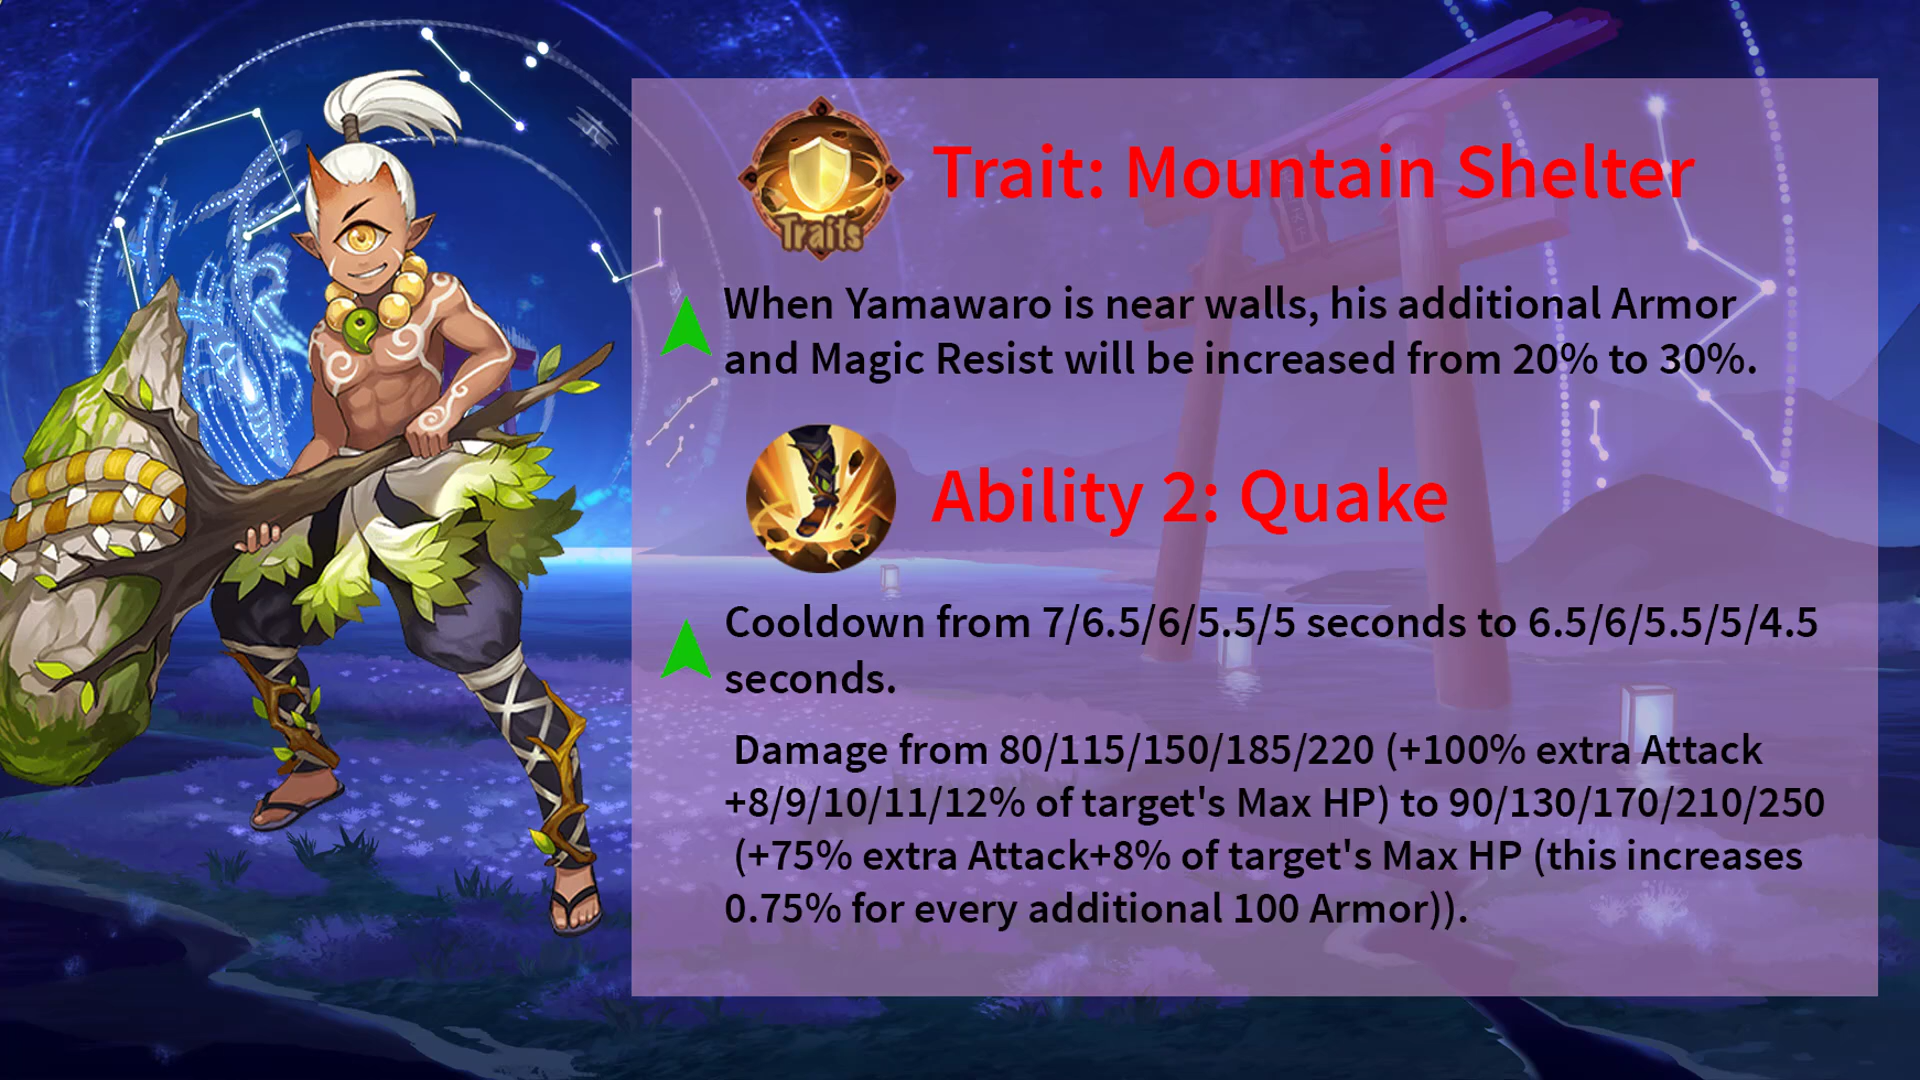 Traits
Trait: Mountain Shelter
When Yamawaro is near walls, his additional Armor
and Magic Resist will be increased from 20% to 30%.
Ability 2: Quake
Cooldown from 7/6.5/6/5.5/5 seconds to 6.5/6/5.5/5/4.5
seconds.
Damage from 80/115/150/185/220 (+100% extra Attack
+8/9/10/11/12% of target's Max HP) to 90/130/170/210/250
(+75% extra Attack+8% of target's Max HP (this increases
0.75% for every additional 100 Armor)).